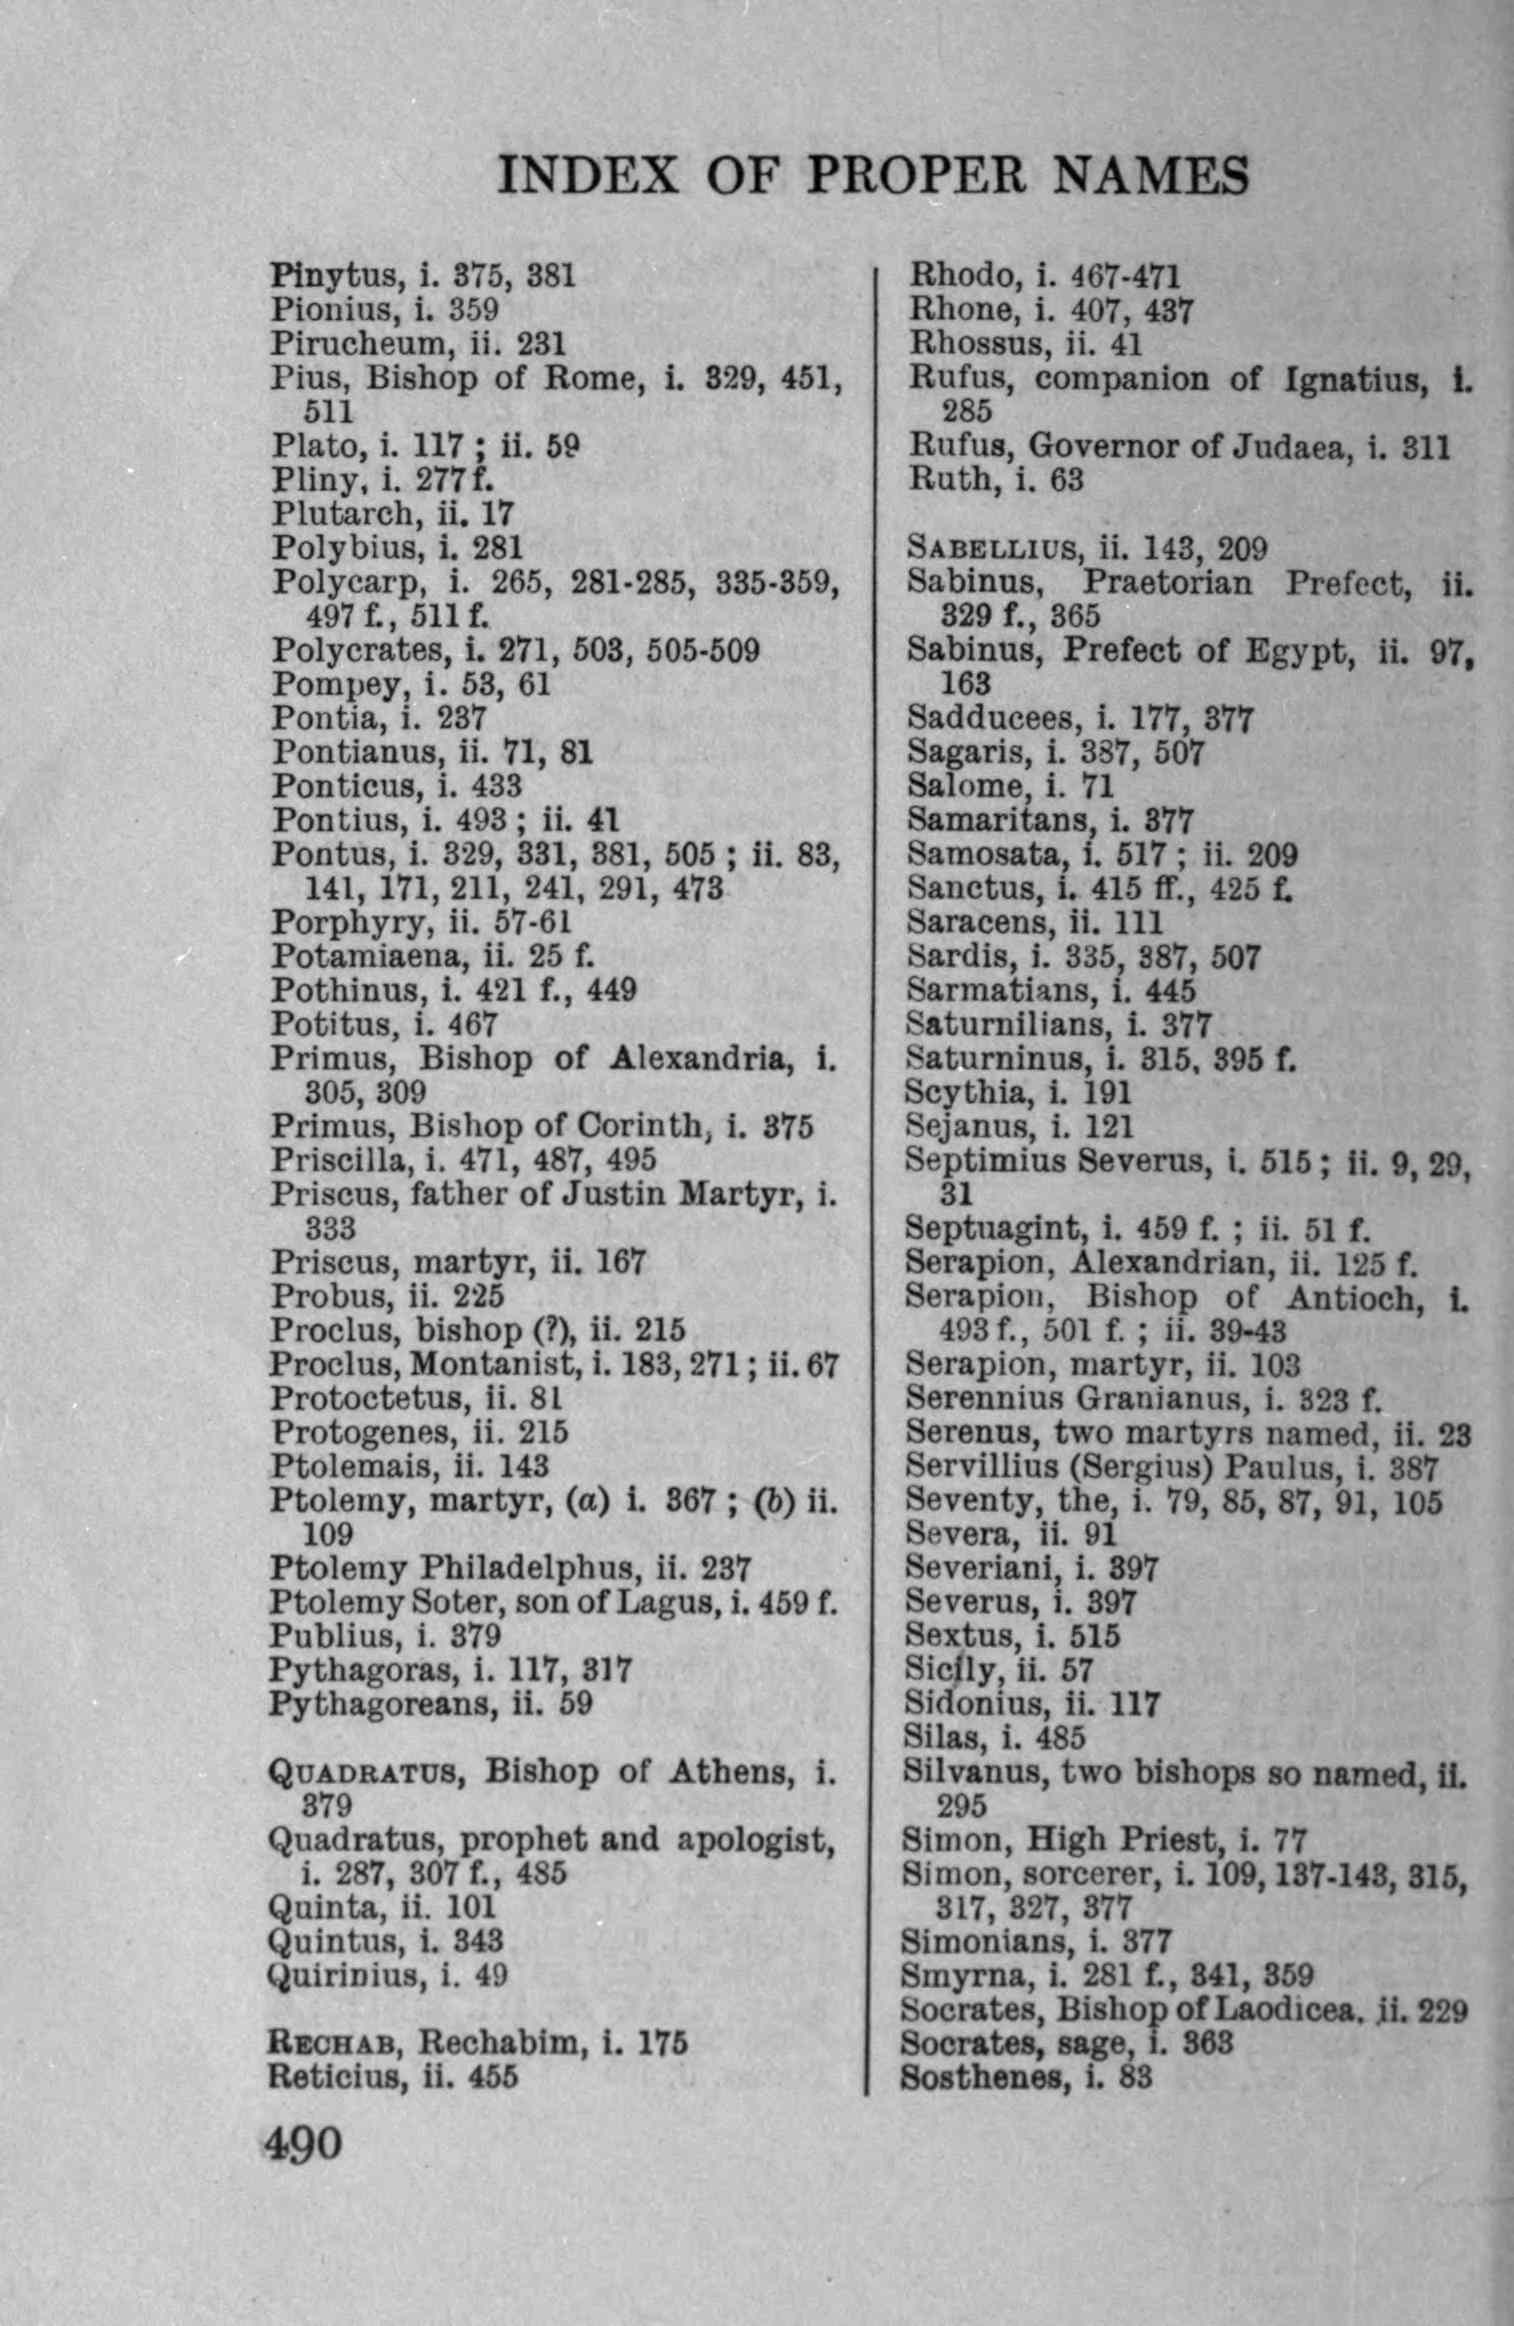 INDEX OF PROPER NAMES
Pinytus, i. 375, 381
Pionius, i. 359
Pirucheum, ii. 231
Pius, Bishop of Rome, i. 329, 451,
511
Plato, i. 117 ; ii. 59
Pliny, i. 277 f.
Plutarch, ii. 17
Polybius, i. 281
Polycarp, i. 265, 281-285, 335-359,
497 f., 511 f.
Polycrates, i. 271, 503, 505-509
Pompey, i. 53, 61
Pontia, i. 237
Pontianus, ii. 71, 81
Ponticus, i. 433
Pontius, i. 493 ; ii. 41
Pontus, i. 329, 331, 381, 505 ; ii. 83,
141, 171, 211, 241, 291, 473
Porphyry, ii. 57-61
Potamiaena, ii. 25 f.
Pothinus, i. 421 f., 449
Potitus, i. 467
Primus, Bishop of Alexandria, i.
305, 309
Primus, Bishop of Corinth, i. 375
Priscilla, i. 471, 487, 495
Priscus, father of Justin Martyr, i.
333
Priscus, martyr, ii. 167
Probus, ii. 225
Proclus, bishop (?), ii. 215
Proclus, Montanist, i. 183, 271 ; ii. 67
Protoctetus, ii. 81
Protogenes, ii. 215
Ptolemais, ii. 143
Ptolemy, martyr, (a) i. 367 ; (b) ii.
109
Ptolemy Philadelphus, ii. 237
Ptolemy Soter, son of Lagus, i. 459 f.
Publius, i. 379
Pythagoras, i. 117, 317
Pythagoreans, ii. 59
QUADRATUS, Bishop of Athens, i.
379
Quadratus, prophet and apologist,
i. 287, 307 f., 485
Quinta, ii. 101
Quintus, i. 343
Quirinius, i. 49
RECHAB, Rechabim, i. 175
Reticius, ii. 455
490
Rhodo, i. 467-471
Rhone, i. 407, 437
Rhossus, ii. 41
Rufus, companion of Ignatius, i.
285
Rufus, Governor of Judaea, i. 311
Ruth, i. 63
SABELLIUS, ii. 143, 209
Sabinus, Praetorian Prefect, ii.
329 f., 365
Sabinus, Prefect of Egypt, ii. 97,
163
Sadducees, i. 177, 377
Sagaris, i. 387, 507
Salome, i. 71
Samaritans, i. 377
Samosata, i. 517 ; ii. 209
Sanctus, i. 415 ff., 425 f.
Saracens, ii. 111
Sardis, i. 335, 387, 507
Sarmatians, i. 445
Saturnilians, i. 377
Saturninus, i. 315, 395 f.
Scythia, i. 191
Sejanus, i. 121
Septimius Severus, i. 515 ; ii. 9, 29,
31
Septuagint, i. 459 f. ; ii. 51 f.
Serapion, Alexandrian, ii. 125 f.
Serapion, Bishop of Antioch, i.
493 f., 501 f. ; ii. 39-43
Serapion, martyr, ii. 103
Serennius Granianus, i. 323 f.
Serenus, two martyrs named, ii. 23
Servillius (Sergius) Paulus, i. 387
Seventy, the, i. 79, 85, 87, 91, 105
Severa, ii. 91
Severiani, i. 397
Severus, i. 397
Sextus, i. 515
Sicily, ii. 57
Sidonius, ii. 117
Silas, i. 485
Silvanus, two bishops so named, ii.
295
Simon, High Priest, i. 77
Simon, sorcerer, i. 109, 137-143, 315,
317, 327, 377
Simonians, i. 377
Smyrna, i. 281 f., 341, 359
Socrates, Bishop of Laodicea, ii. 229
Socrates, sage, i. 363
Sosthenes, i. 83